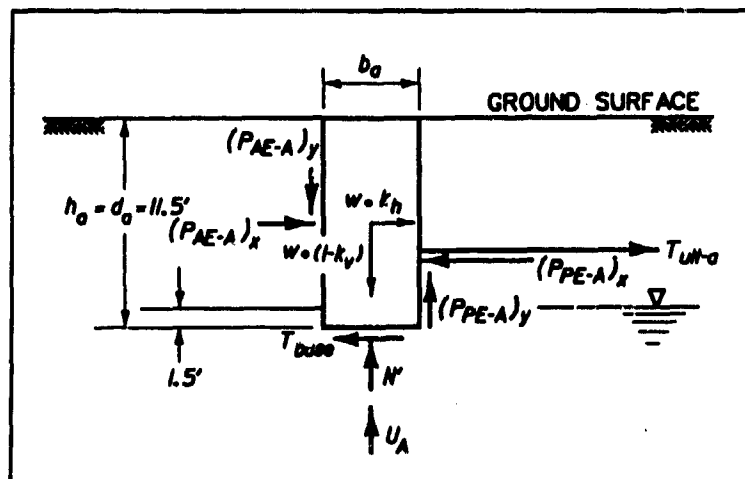 b_a
GROUND SURFACE
(P_AE-A)_y
w • k_h
h_a = d_a = 11.5'
(P_AE-A)_x
w • (1-k_v)
T_ult-a
(P_PE-A)_x
(P_PE-A)_y
T_base
1.5'
N'
U_A